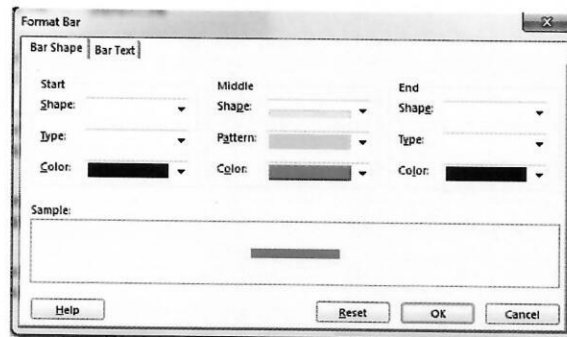 Format Bar
Bar Shape Bar Text
Start Middle End
Shape: Shape: Shape:
Type: Pattern: Type:
Color: Color: Color:
Sample:
Help Reset OK Cancel